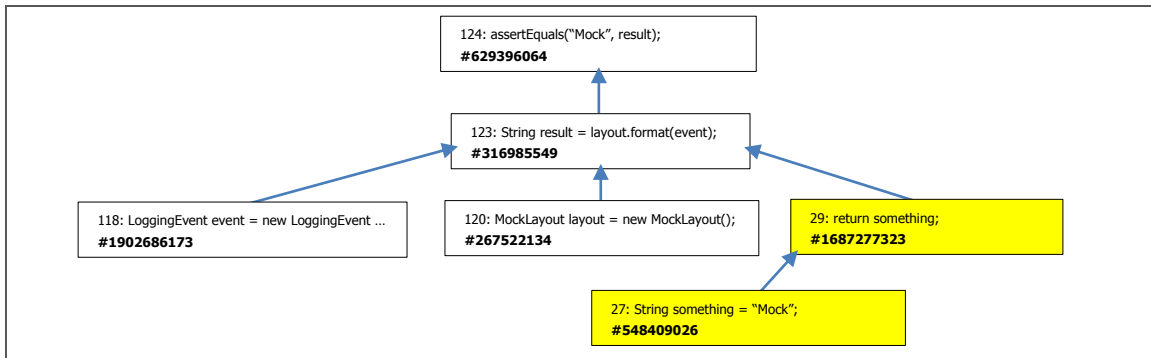 124: assertEquals(“Mock”, result);
#629396064
123: String result = layout.format(event);
#316985549
118: LoggingEvent event = new LoggingEvent ...
#1902686173
120: MockLayout layout = new MockLayout();
#267522134
29: return something;
#1687277323
27: String something = “Mock”;
#548409026